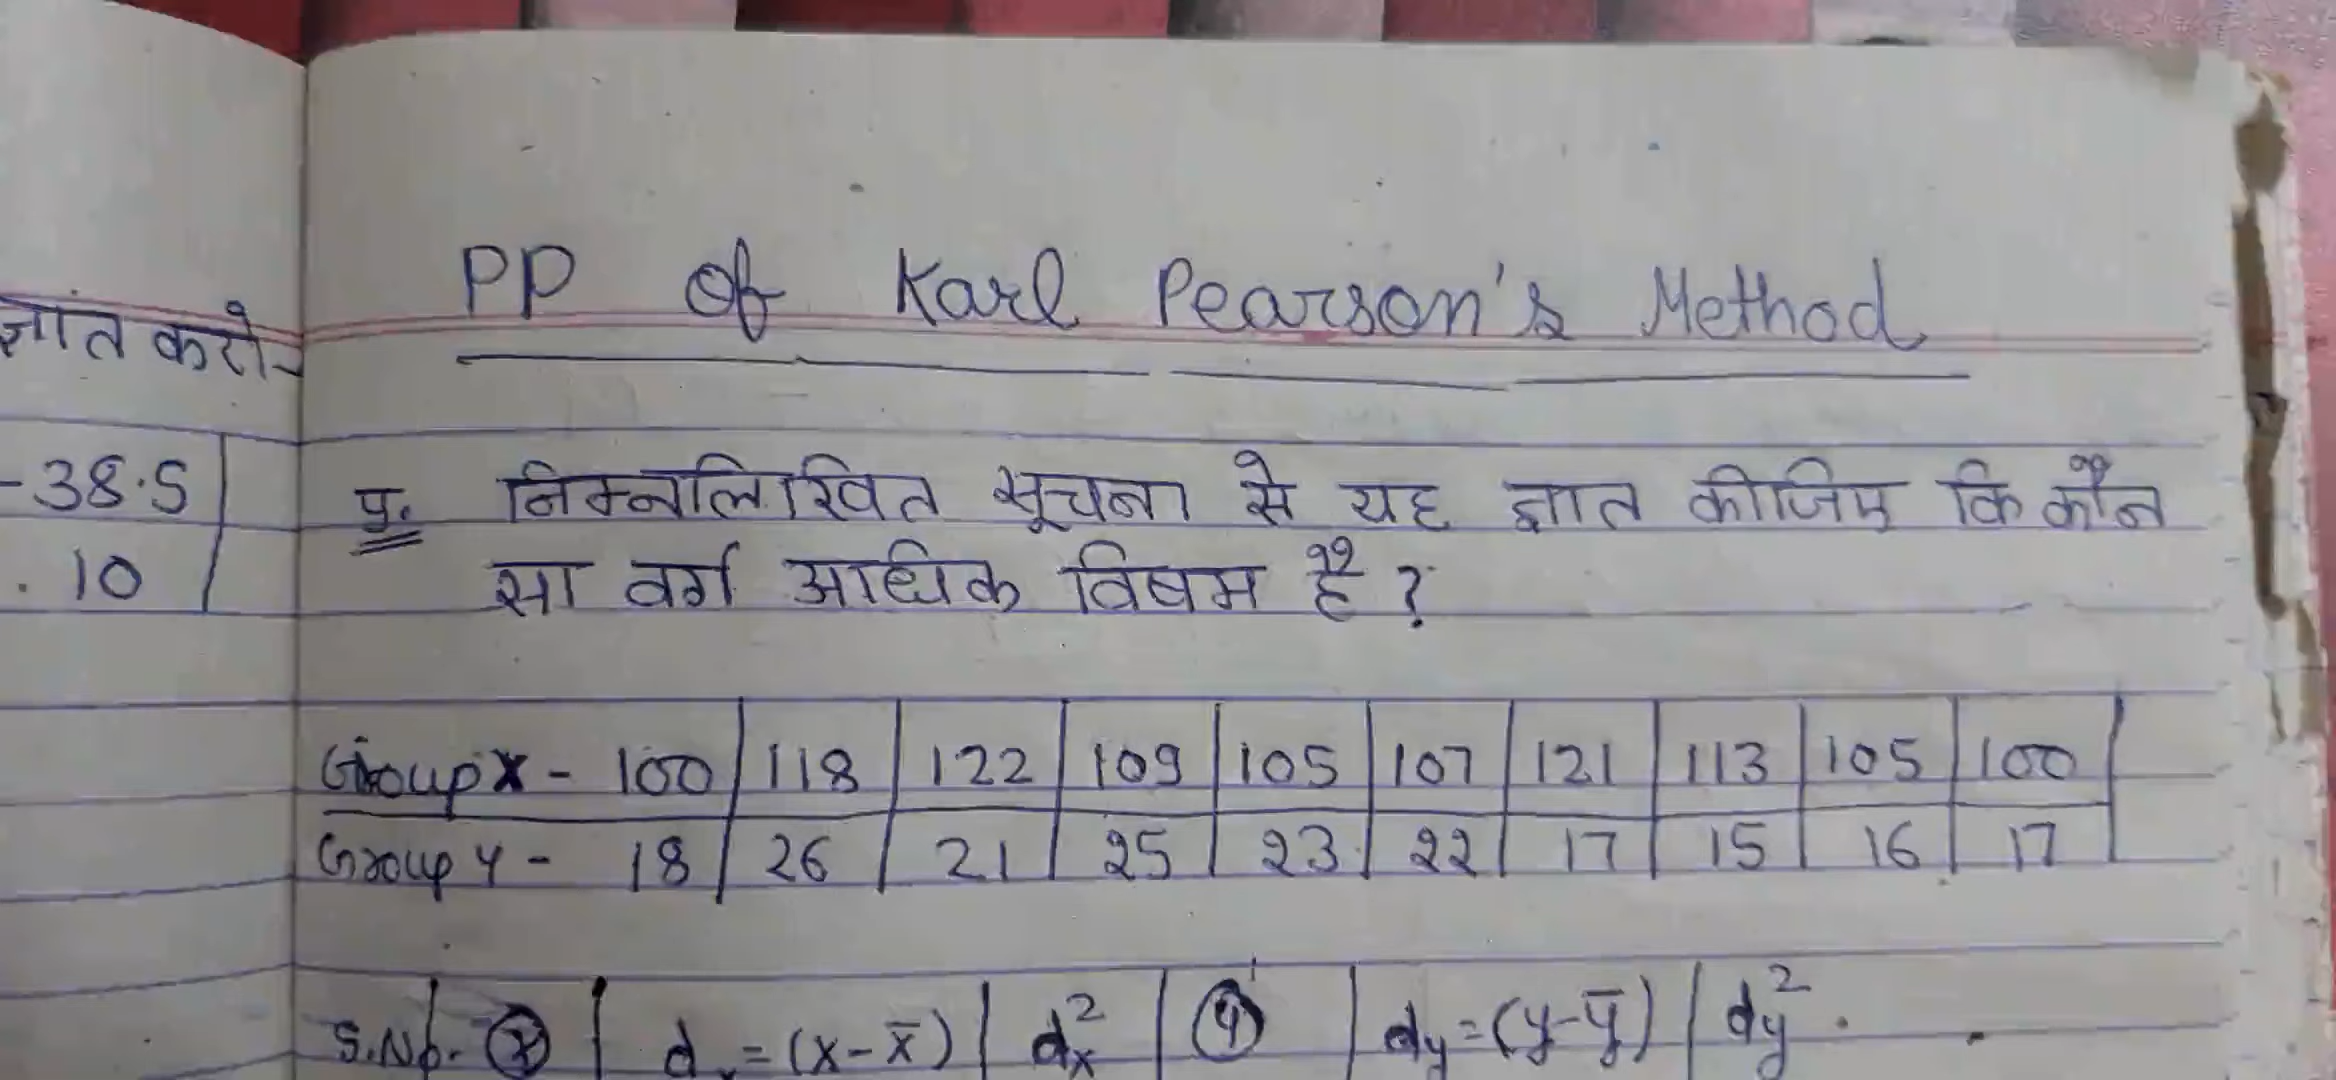 ज्ञात करो-
-38.5
. 10
PP of Karl Pearson's Method
प्र. निम्नलिखित सूचना से यह ज्ञात कीजिए कि कौन
सा वर्ग अधिक विषम है ?
Group X - 100 118 122 109 105 107 121 113 105 100
Group Y - 18 26 21 25 23 22 17 15 16 17
S.No. X d = (x - x̄) dx² Y dy = (y - ȳ) dy²